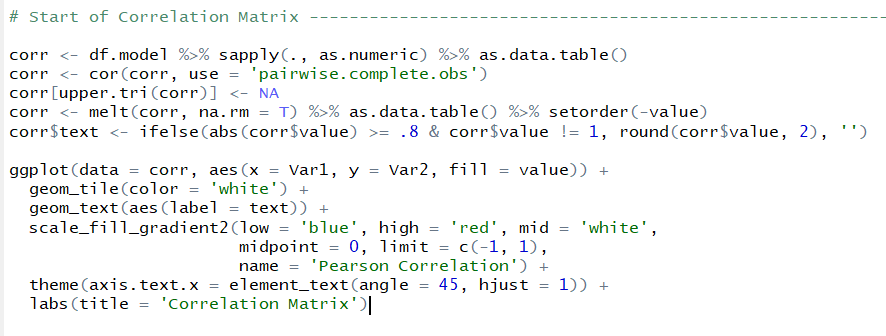 # Start of Correlation Matrix --------------------------------------------------------
corr <- df.model %>% sapply(., as.numeric) %>% as.data.table()
corr <- cor(corr, use = 'pairwise.complete.obs')
corr[upper.tri(corr)] <- NA
corr <- melt(corr, na.rm = T) %>% as.data.table() %>% setorder(-value)
corr$text <- ifelse(abs(corr$value) >= .8 & corr$value != 1, round(corr$value, 2), '')
ggplot(data = corr, aes(x = Var1, y = Var2, fill = value)) +
  geom_tile(color = 'white') +
  geom_text(aes(label = text)) +
  scale_fill_gradient2(low = 'blue', high = 'red', mid = 'white',
                       midpoint = 0, limit = c(-1, 1),
                       name = 'Pearson Correlation') +
  theme(axis.text.x = element_text(angle = 45, hjust = 1)) +
  labs(title = 'Correlation Matrix')